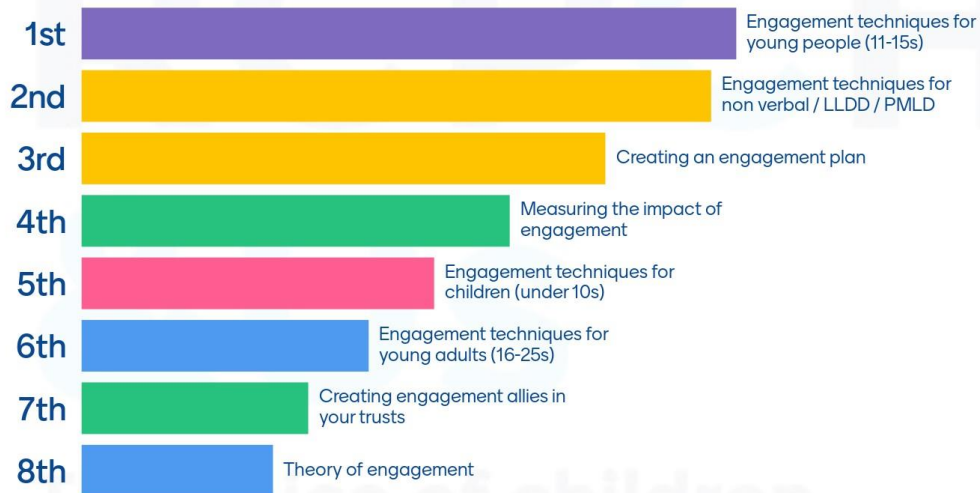 1st
Engagement techniques for
young people (11-15s)
2nd
Engagement techniques for
non verbal / LLDD / PMLD
3rd
Creating an engagement plan
4th
Measuring the impact of
engagement
5th
Engagement techniques for
children (under 10s)
6th
Engagement techniques for
young adults (16-25s)
7th
Creating engagement allies in
your trusts
8th
Theory of engagement
of children